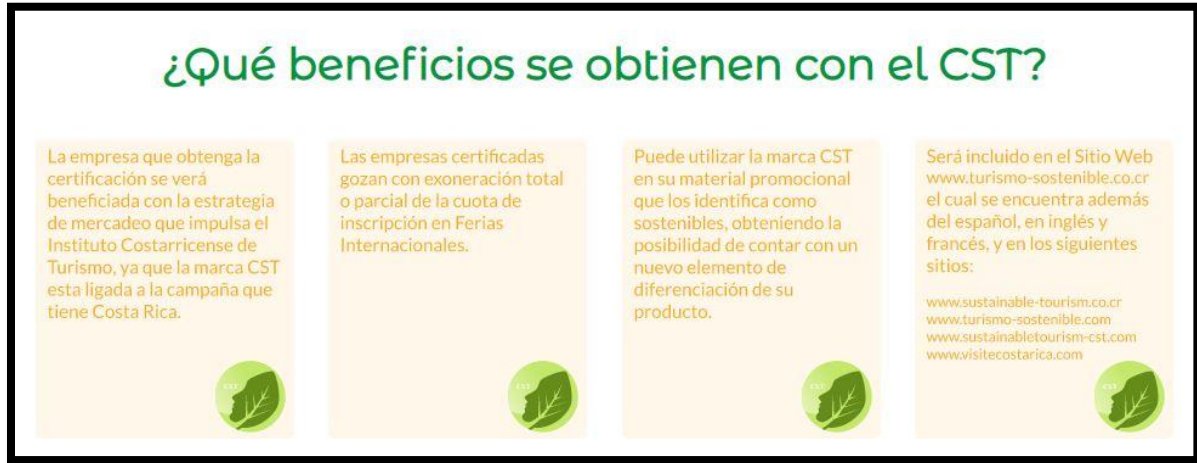 ¿Qué beneficios se obtienen con el CST?
La empresa que obtenga la
certificación se verá
beneficiada con la estrategia
de mercadeo que impulsa el
Instituto Costarricense de
Turismo, ya que la marca CST
esta ligada a la campaña que
tiene Costa Rica.
CST
Las empresas certificadas
gozan con exoneración total
o parcial de la cuota de
inscripción en Ferias
Internacionales.
CST
Puede utilizar la marca CST
en su material promocional
que los identifica como
sostenibles, obteniendo la
posibilidad de contar con un
nuevo elemento de
diferenciación de su
producto.
CST
Será incluido en el Sitio Web
www.turismo-sostenible.co.cr
el cual se encuentra además
del español, en inglés y
francés, y en los siguientes
sitios:
www.sustainable-tourism.co.cr
www.turismo-sostenible.com
www.sustainabletourism-cst.com
www.visitecostarica.com
CST